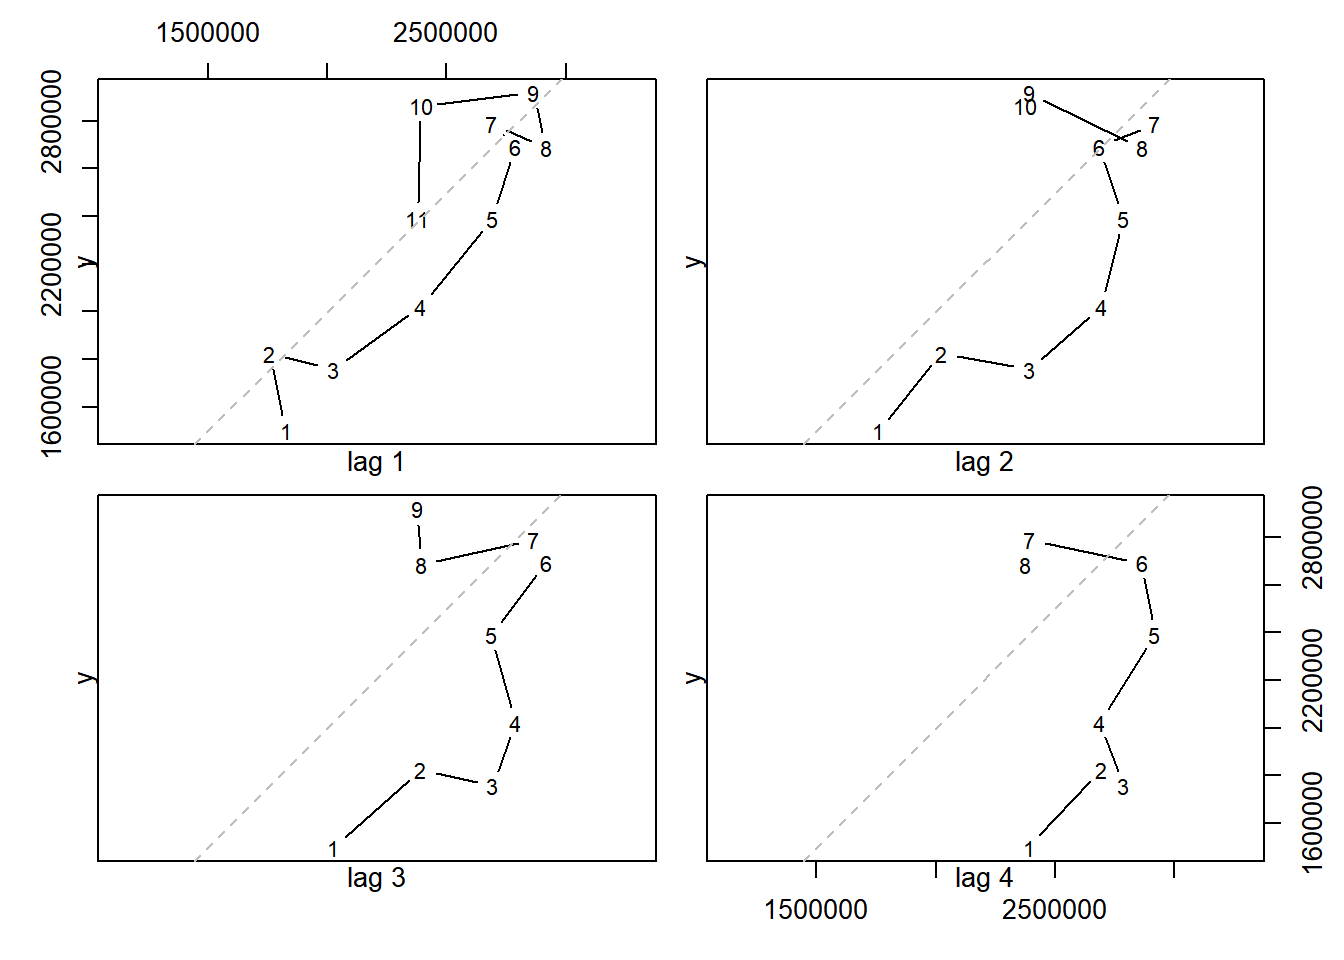 1500000 2500000
1600000 2200000 2800000
y
1 2 3 4 5 6 7 8 9 10 11
lag 1
y
1 2 3 4 5 6 7 8 9 10
lag 2
y
1 2 3 4 5 6 7 8 9
lag 3
y
1 2 3 4 5 6 7 8
lag 4
1600000 2200000 2800000
1500000 2500000